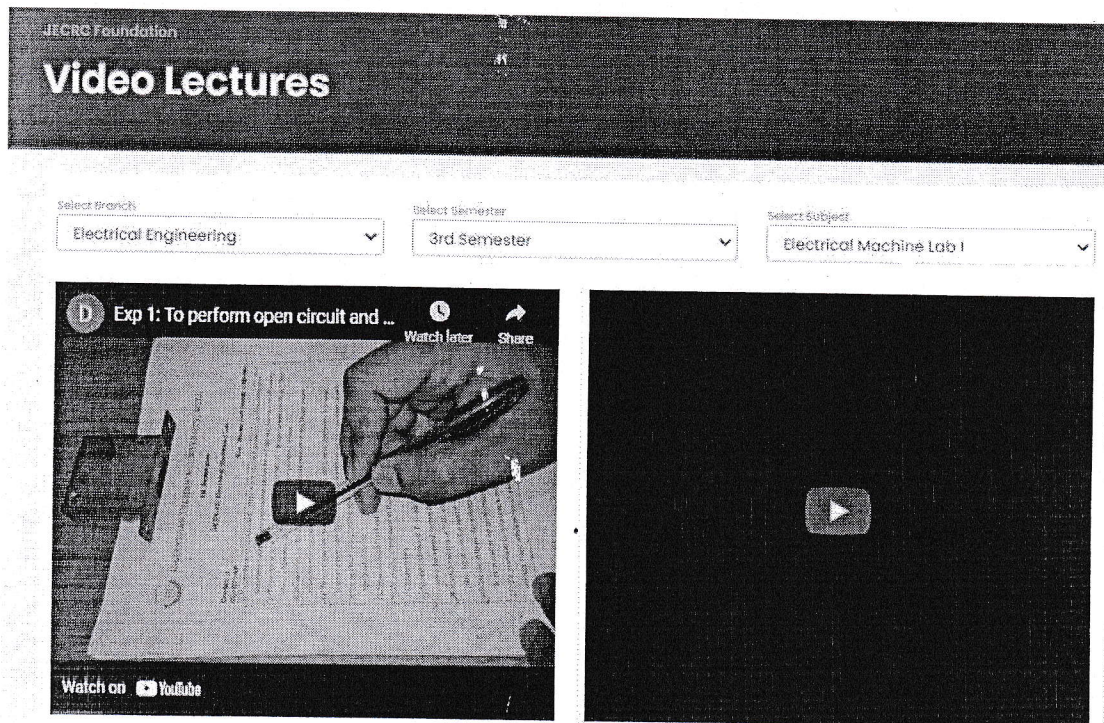 JECRC Foundation
Video Lectures
Select Branch
Select Semester
Select Subject
Electrical Engineering
3rd Semester
Electrical Machine Lab I
D
Exp 1: To perform open circuit and ...
Watch later
Share
Watch on YouTube